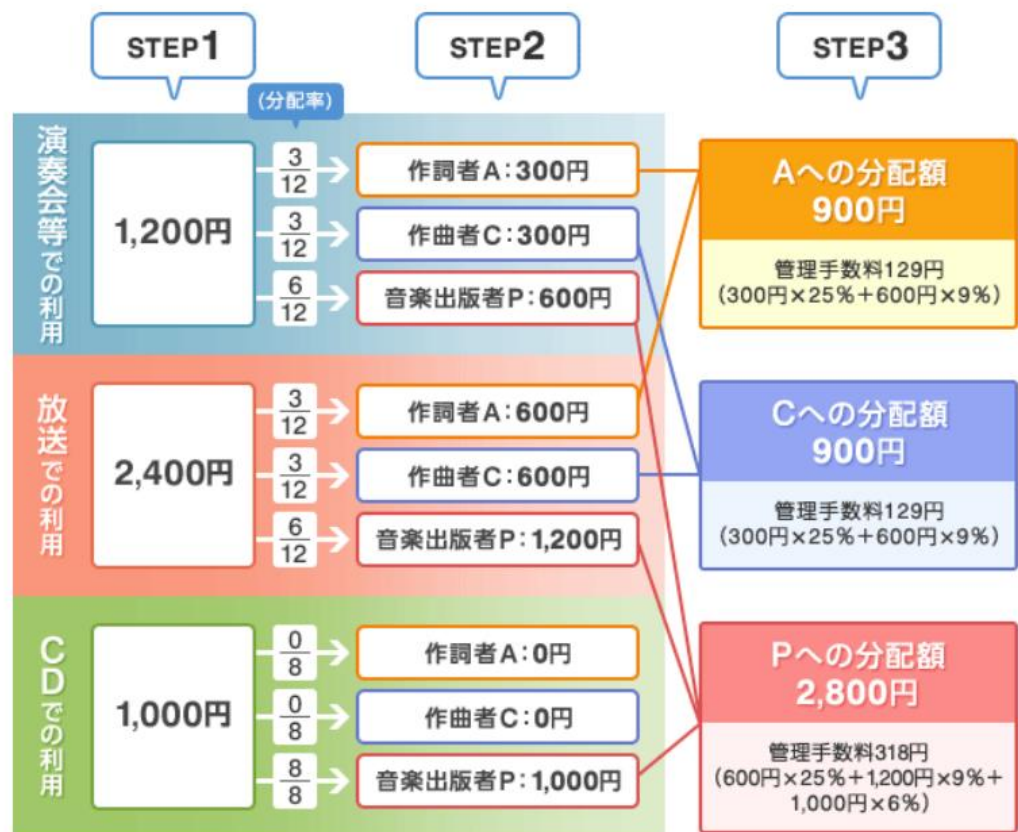 STEP1
STEP2
STEP3
(分配率)
演奏会等での利用
1,200円
3/12
作詞者A:300円
3/12
作曲者C:300円
6/12
音楽出版者P:600円
放送での利用
2,400円
3/12
作詞者A:600円
3/12
作曲者C:600円
6/12
音楽出版者P:1,200円
CDでの利用
1,000円
0/8
作詞者A:0円
0/8
作曲者C:0円
8/8
音楽出版者P:1,000円
Aへの分配額
900円
管理手数料129円
(300円×25%+600円×9%)
Cへの分配額
900円
管理手数料129円
(300円×25%+600円×9%)
Pへの分配額
2,800円
管理手数料318円
(600円×25%+1,200円×9%+
1,000円×6%)